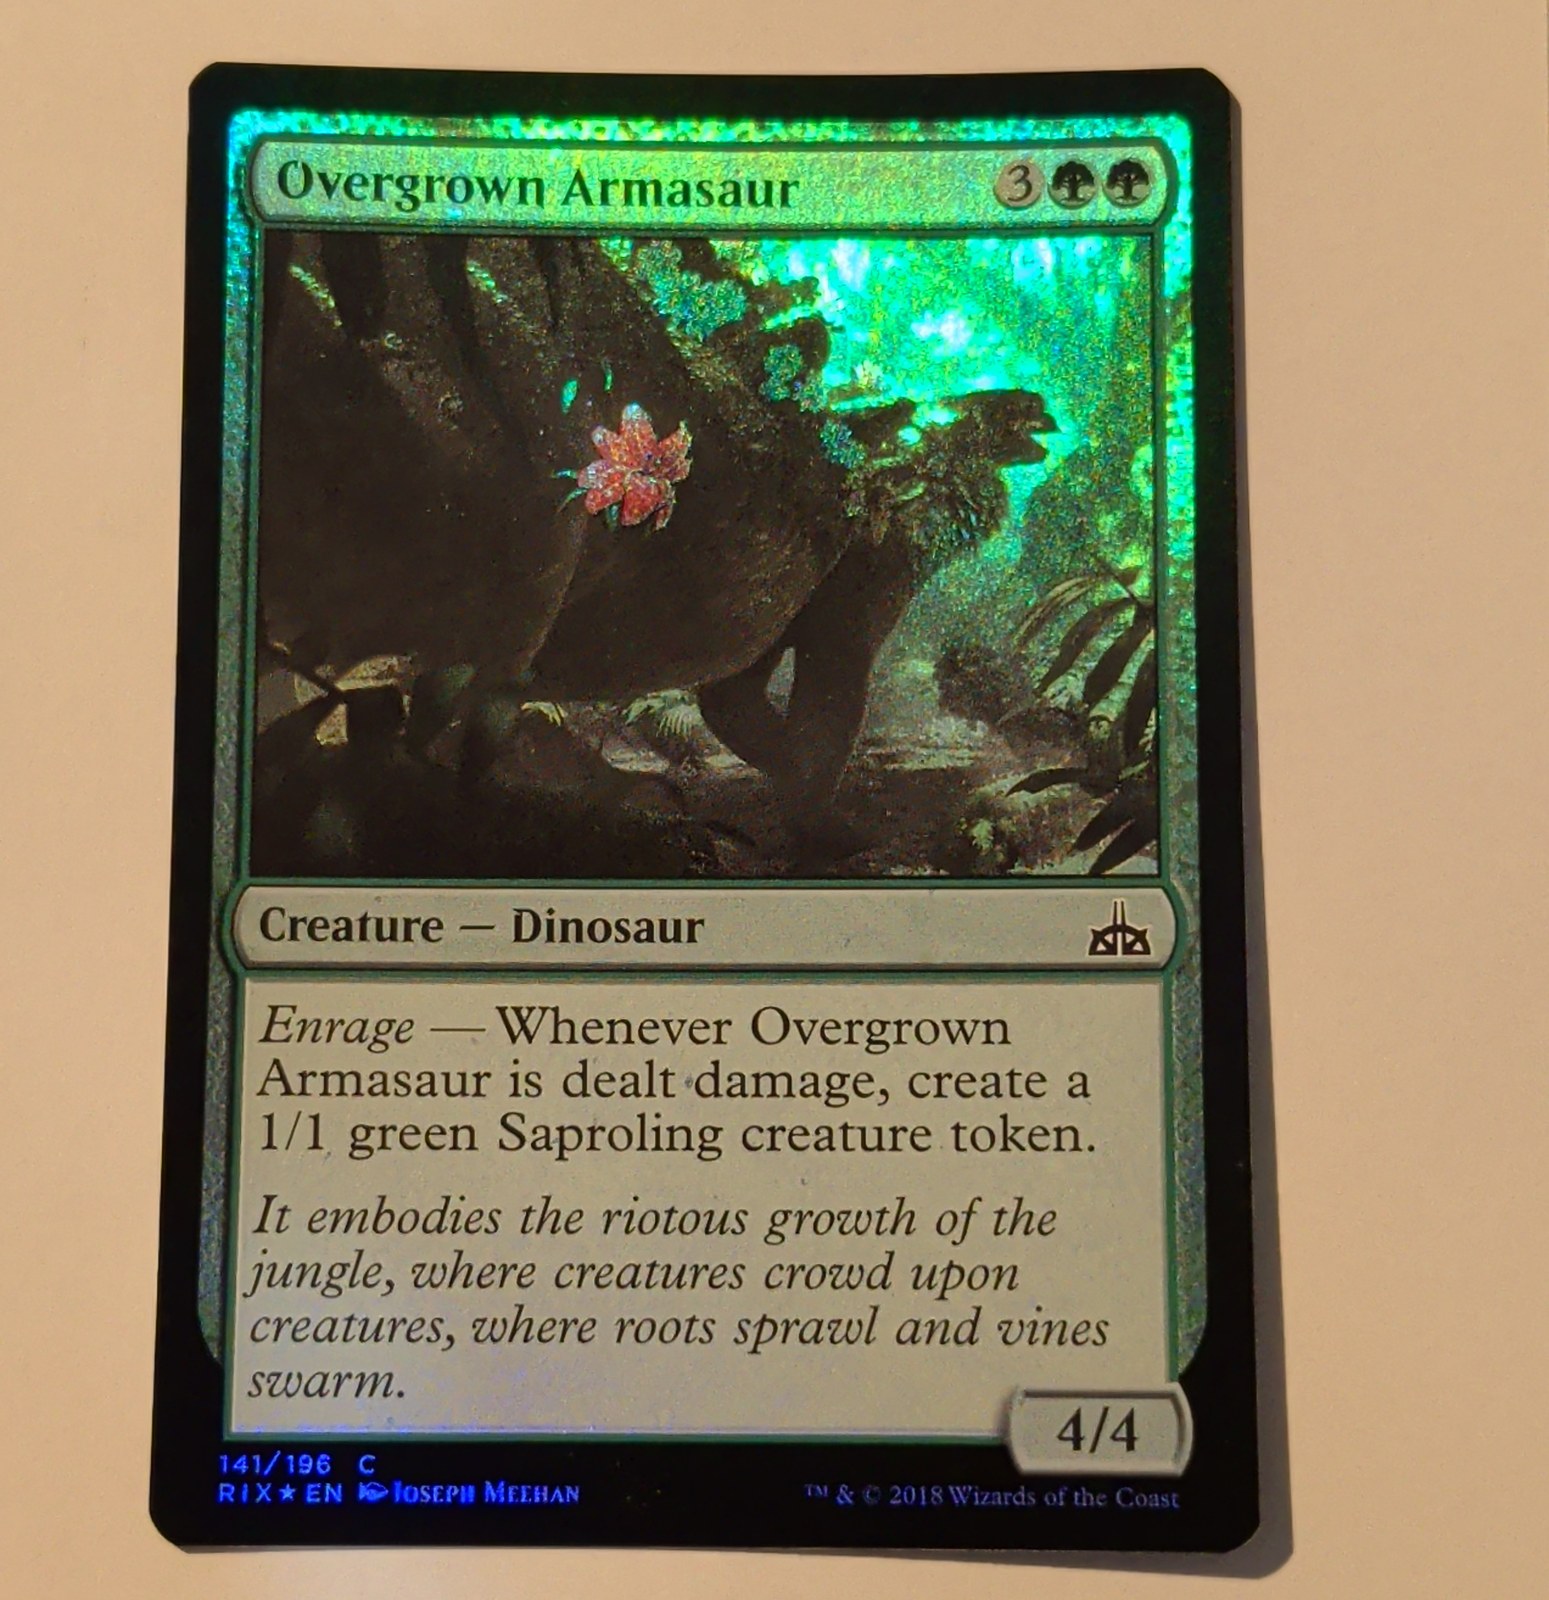 Overgrown Armasaur 3
Creature — Dinosaur
Enrage — Whenever Overgrown
Armasaur is dealt damage, create a
1/1 green Saproling creature token.
It embodies the riotous growth of the
jungle, where creatures crowd upon
creatures, where roots sprawl and vines
swarm.
4/4
141/196 C
RIX★EN Joseph Meehan
™ & © 2018 Wizards of the Coast